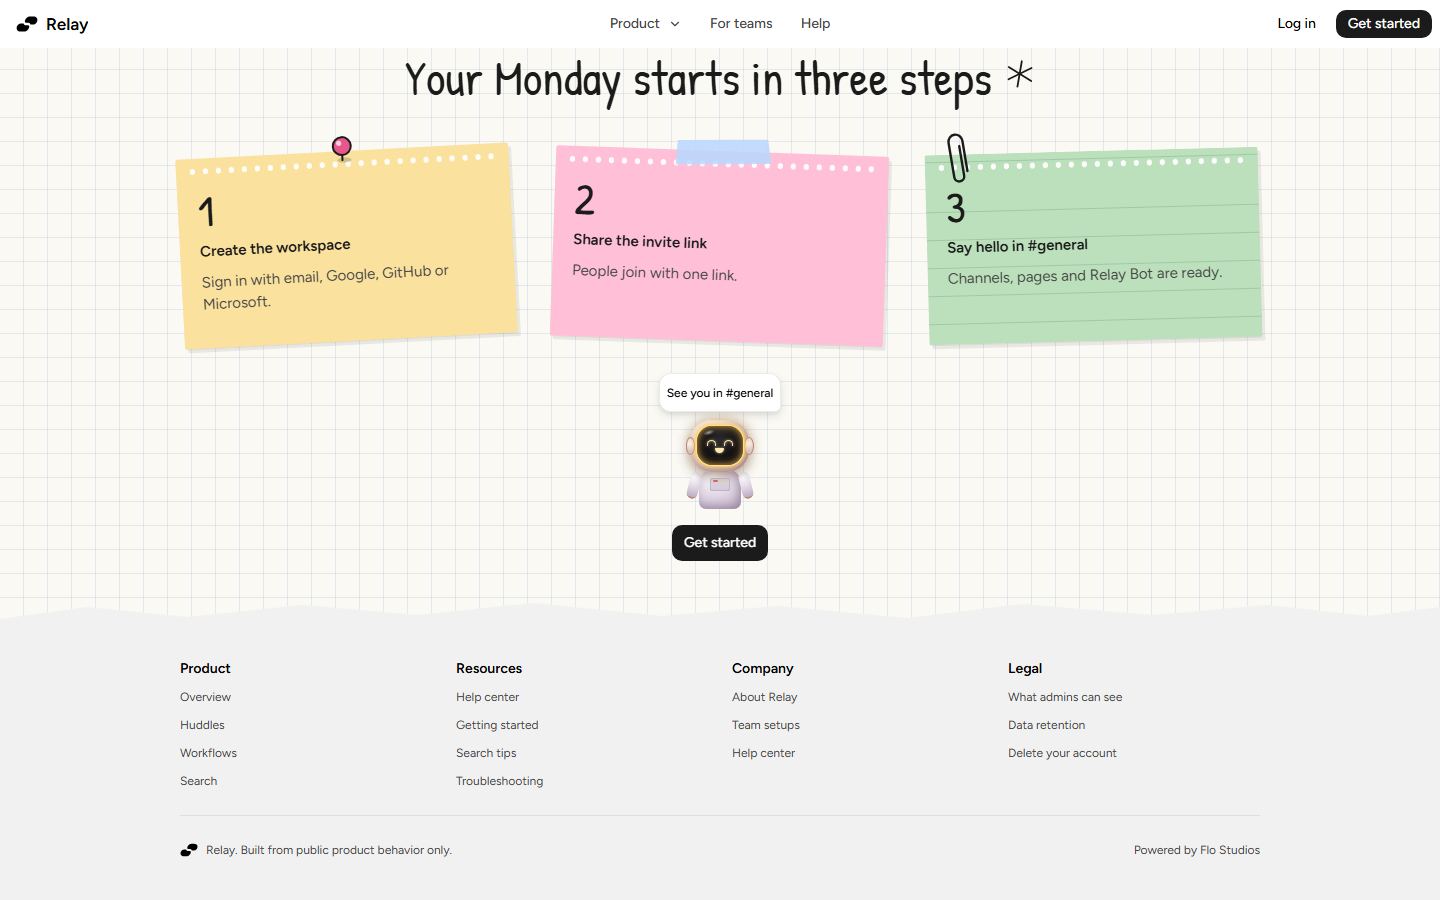 Relay
Product
For teams
Help
Log in
Get started
Your Monday starts in three steps *
1
Create the workspace
Sign in with email, Google, GitHub or
Microsoft.
2
Share the invite link
People join with one link.
3
Say hello in #general
Channels, pages and Relay Bot are ready.
See you in #general
Get started
Product
Overview
Huddles
Workflows
Search
Resources
Help center
Getting started
Search tips
Troubleshooting
Company
About Relay
Team setups
Help center
Legal
What admins can see
Data retention
Delete your account
Relay. Built from public product behavior only.
Powered by Flo Studios